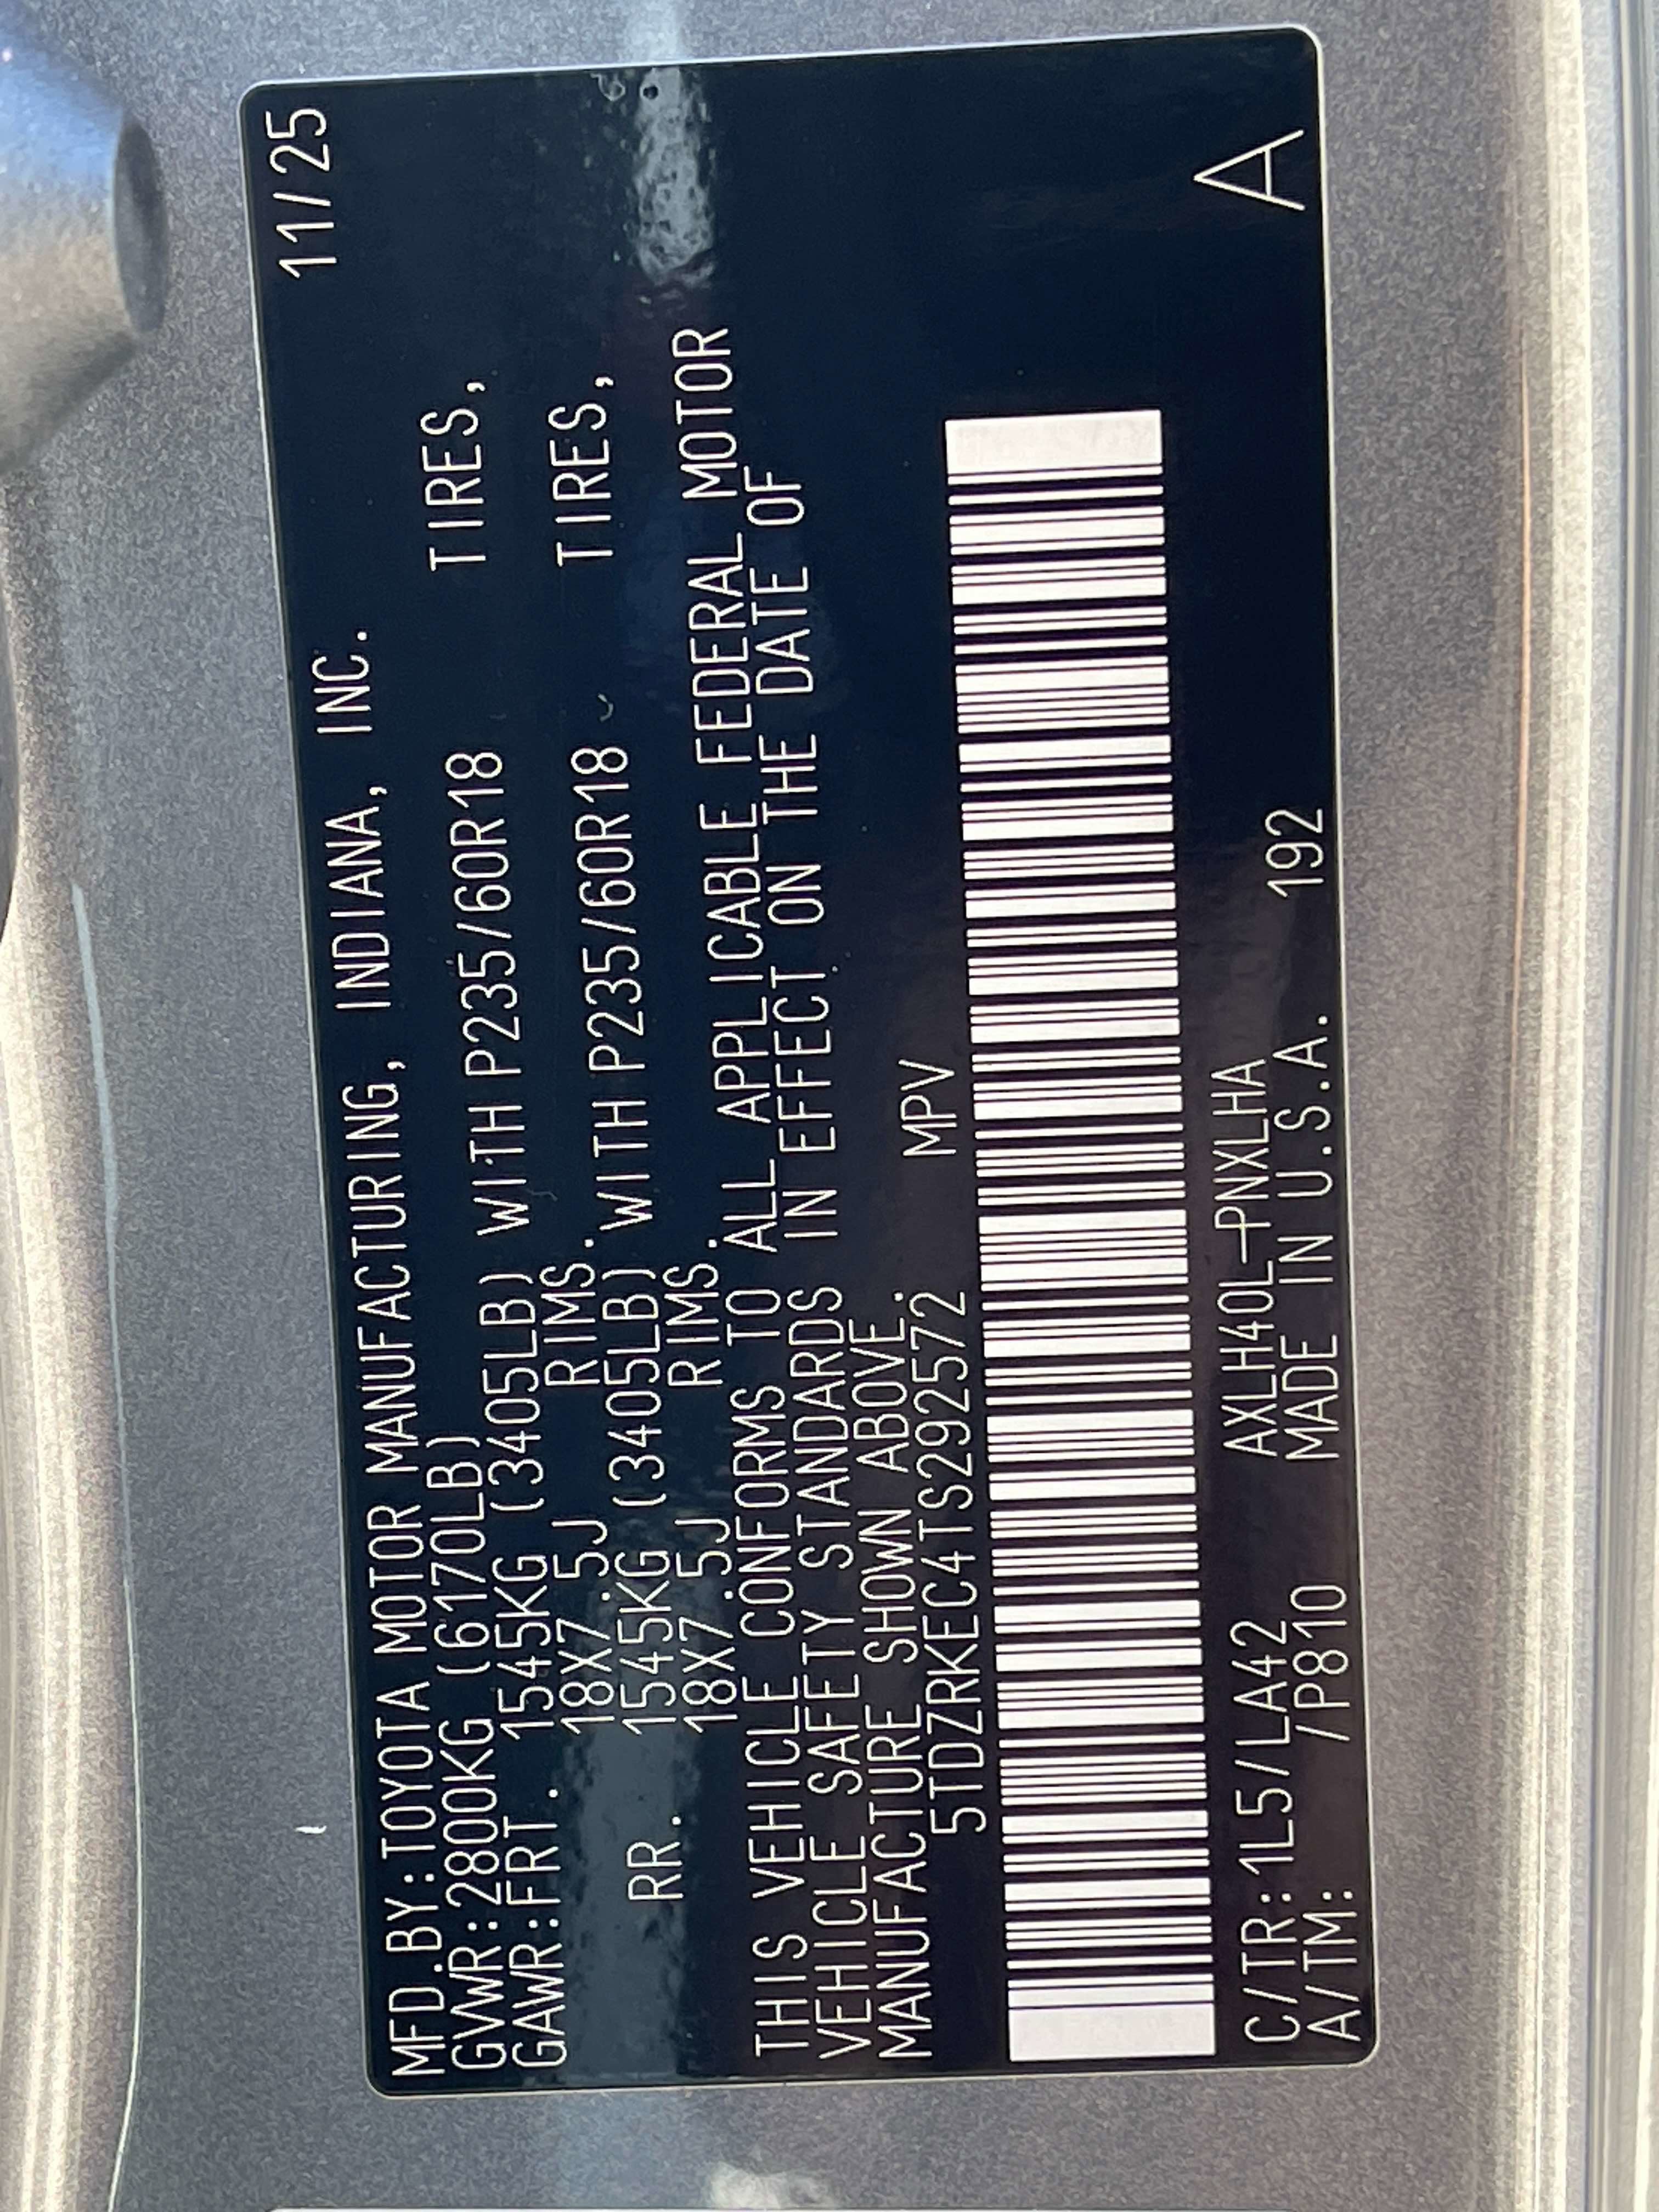 11/25
MFD.BY:TOYOTA MOTOR MANUFACTURING, INDIANA, INC.
GVWR:2800KG (6170LB)
GAWR:FRT. 1545KG (3405LB) WITH P235/60R18 TIRES,
18X7.5J RIMS.
RR. 1545KG (3405LB) WITH P235/60R18 TIRES,
18X7.5J RIMS.
THIS VEHICLE CONFORMS TO ALL APPLICABLE FEDERAL MOTOR
VEHICLE SAFETY STANDARDS IN EFFECT ON THE DATE OF
MANUFACTURE SHOWN ABOVE.
5TDZRKEC4TS292572 MPV
C/TR:1L5/LA42 AXLH40L-PNXLHA
A/TM: /P810 MADE IN U.S.A. 192 A